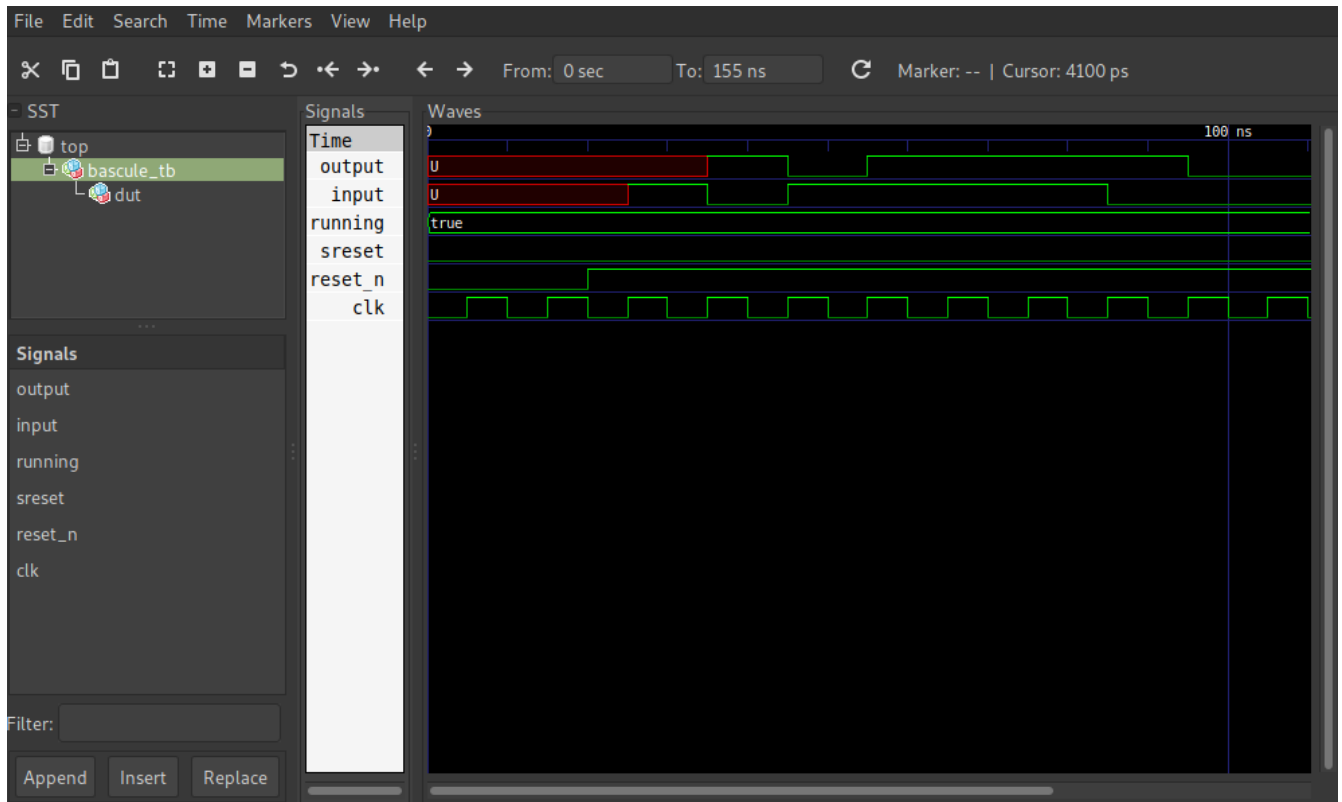 File Edit Search Time Markers View Help
From: 0 sec To: 155 ns Marker: -- | Cursor: 4100 ps
SST
top
bascule_tb
dut
Signals
output
input
running
sreset
reset_n
clk
Filter:
Append Insert Replace
Signals
Time
output
input
running
sreset
reset_n
clk
Waves
0 100 ns
U
U
true